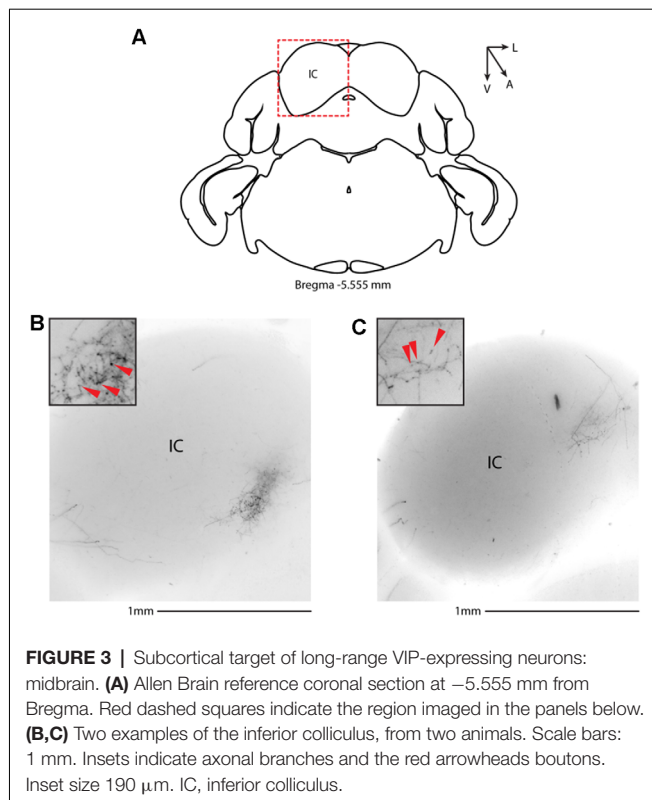 A
IC
L
V
A
Bregma -5.555 mm
B
C
IC
IC
1mm
1mm
FIGURE 3 | Subcortical target of long-range VIP-expressing neurons:
midbrain. (A) Allen Brain reference coronal section at −5.555 mm from
Bregma. Red dashed squares indicate the region imaged in the panels below.
(B,C) Two examples of the inferior colliculus, from two animals. Scale bars:
1 mm. Insets indicate axonal branches and the red arrowheads boutons.
Inset size 190 μm. IC, inferior colliculus.